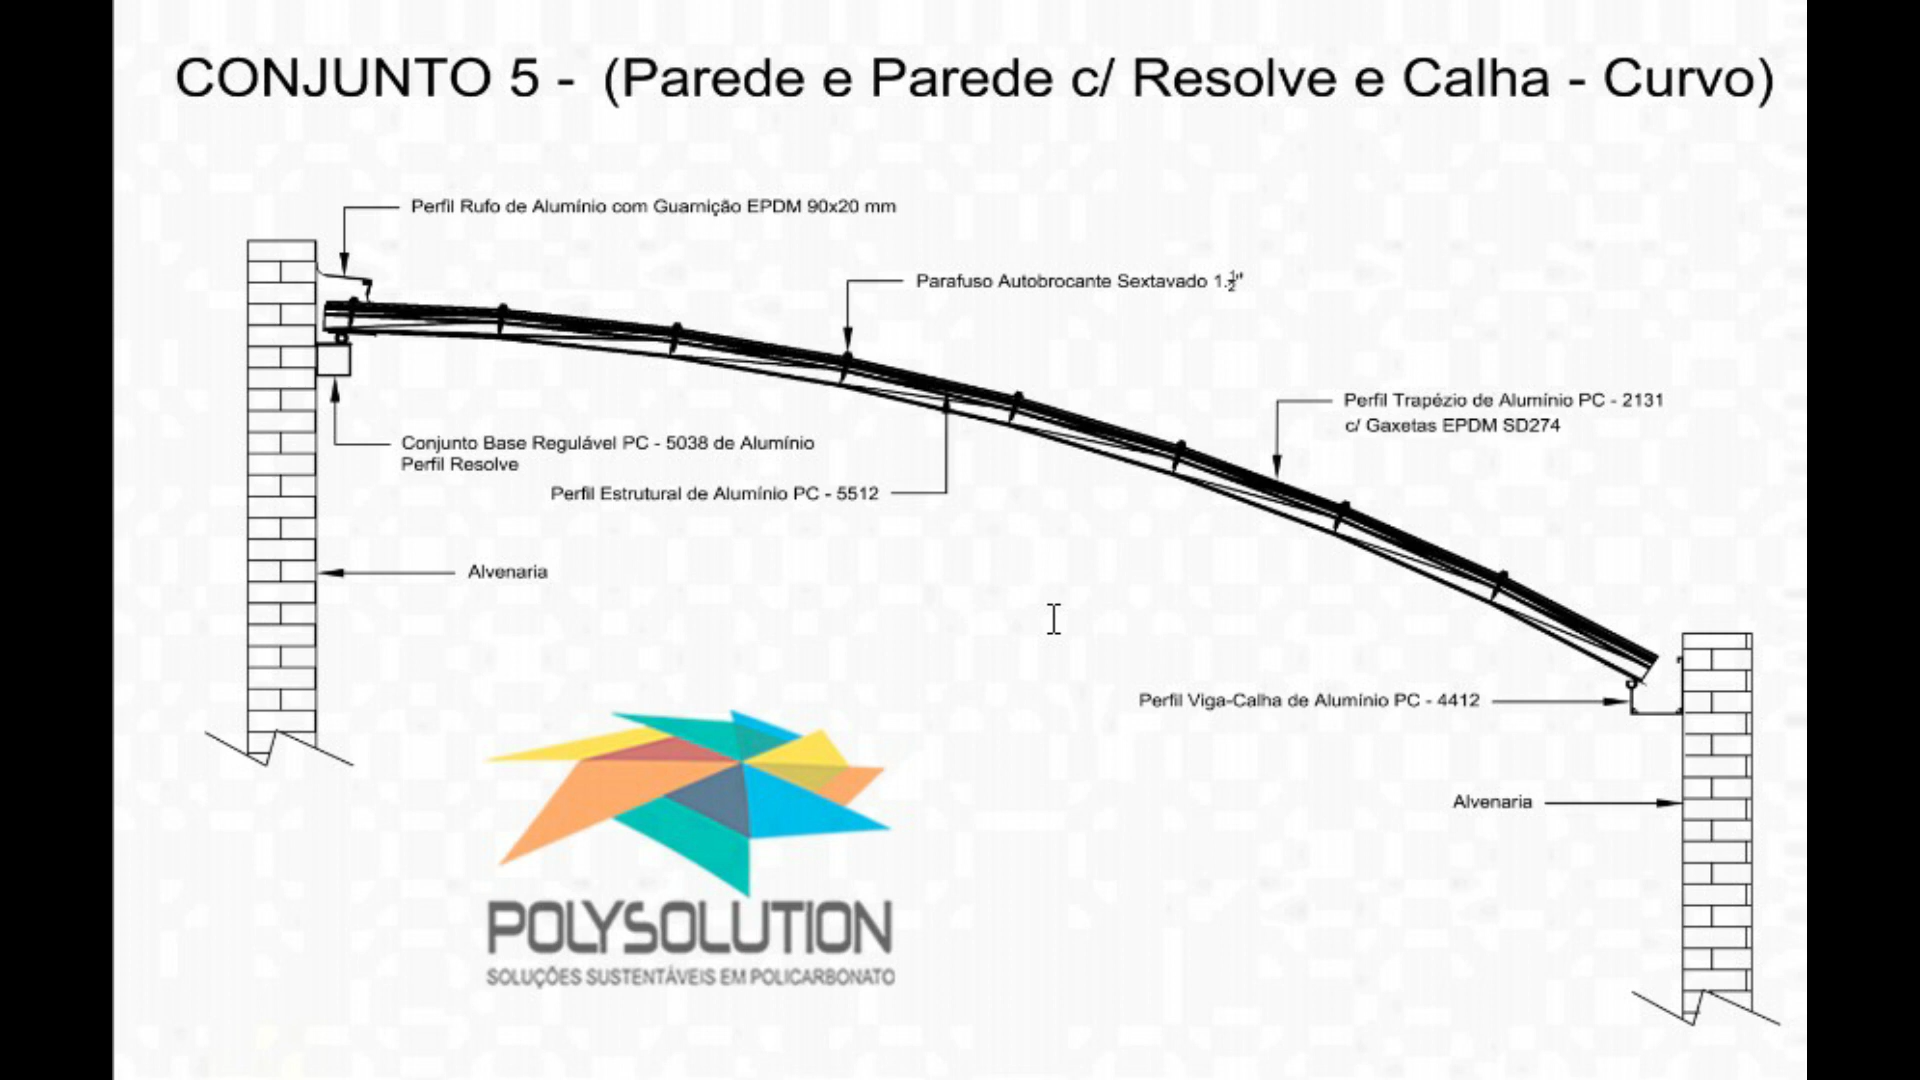 CONJUNTO 5 - (Parede e Parede c/ Resolve e Calha - Curvo)
Perfil Rufo de Alumínio com Guarnição EPDM 90x20 mm
Parafuso Autobrocante Sextavado 1.½"
Perfil Trapézio de Alumínio PC - 2131
c/ Gaxetas EPDM SD274
Conjunto Base Regulável PC - 5038 de Alumínio
Perfil Resolve
Perfil Estrutural de Alumínio PC - 5512
Alvenaria
Perfil Viga-Calha de Alumínio PC - 4412
Alvenaria
POLYSOLUTION
SOLUÇÕES SUSTENTÁVEIS EM POLICARBONATO